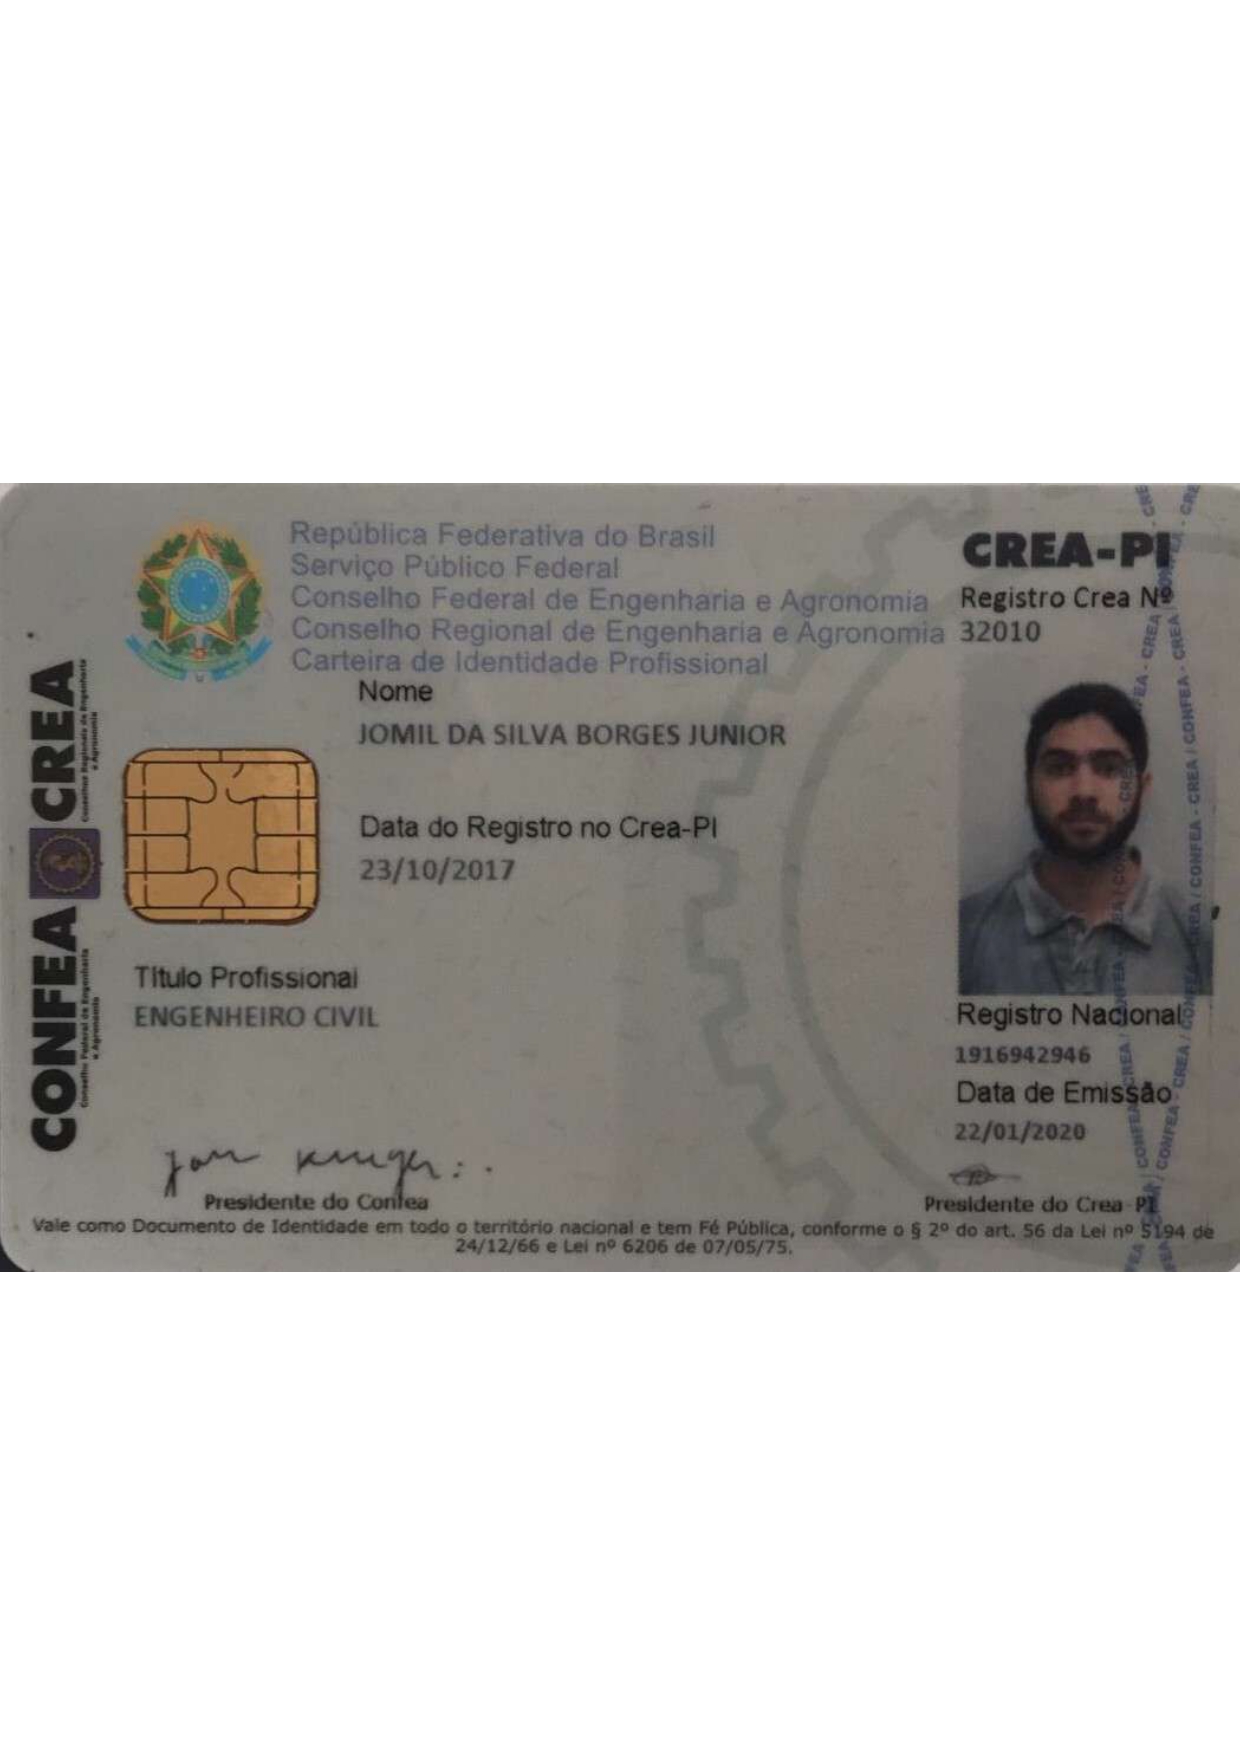 República Federativa do Brasil
Serviço Público Federal
Conselho Federal de Engenharia e Agronomia
Conselho Regional de Engenharia e Agronomia
Carteira de Identidade Profissional
CREA-PI
Registro Crea Nº
32010
Nome
JOMIL DA SILVA BORGES JUNIOR
Data do Registro no Crea-PI
23/10/2017
Título Profissional
ENGENHEIRO CIVIL
Registro Nacional
1916942946
Data de Emissão
22/01/2020
Presidente do Confea
Presidente do Crea-PI
Vale como Documento de Identidade em todo o território nacional e tem Fé Pública, conforme o § 2º do art. 56 da Lei nº 5194 de
24/12/66 e Lei nº 6206 de 07/05/75.
CONFEA
Conselho Federal de Engenharia
e Agronomia
CREA
Conselhos Regionais de Engenharia
e Agronomia
CONFEA - CREA / CONFEA - CREA / CONFEA - CREA